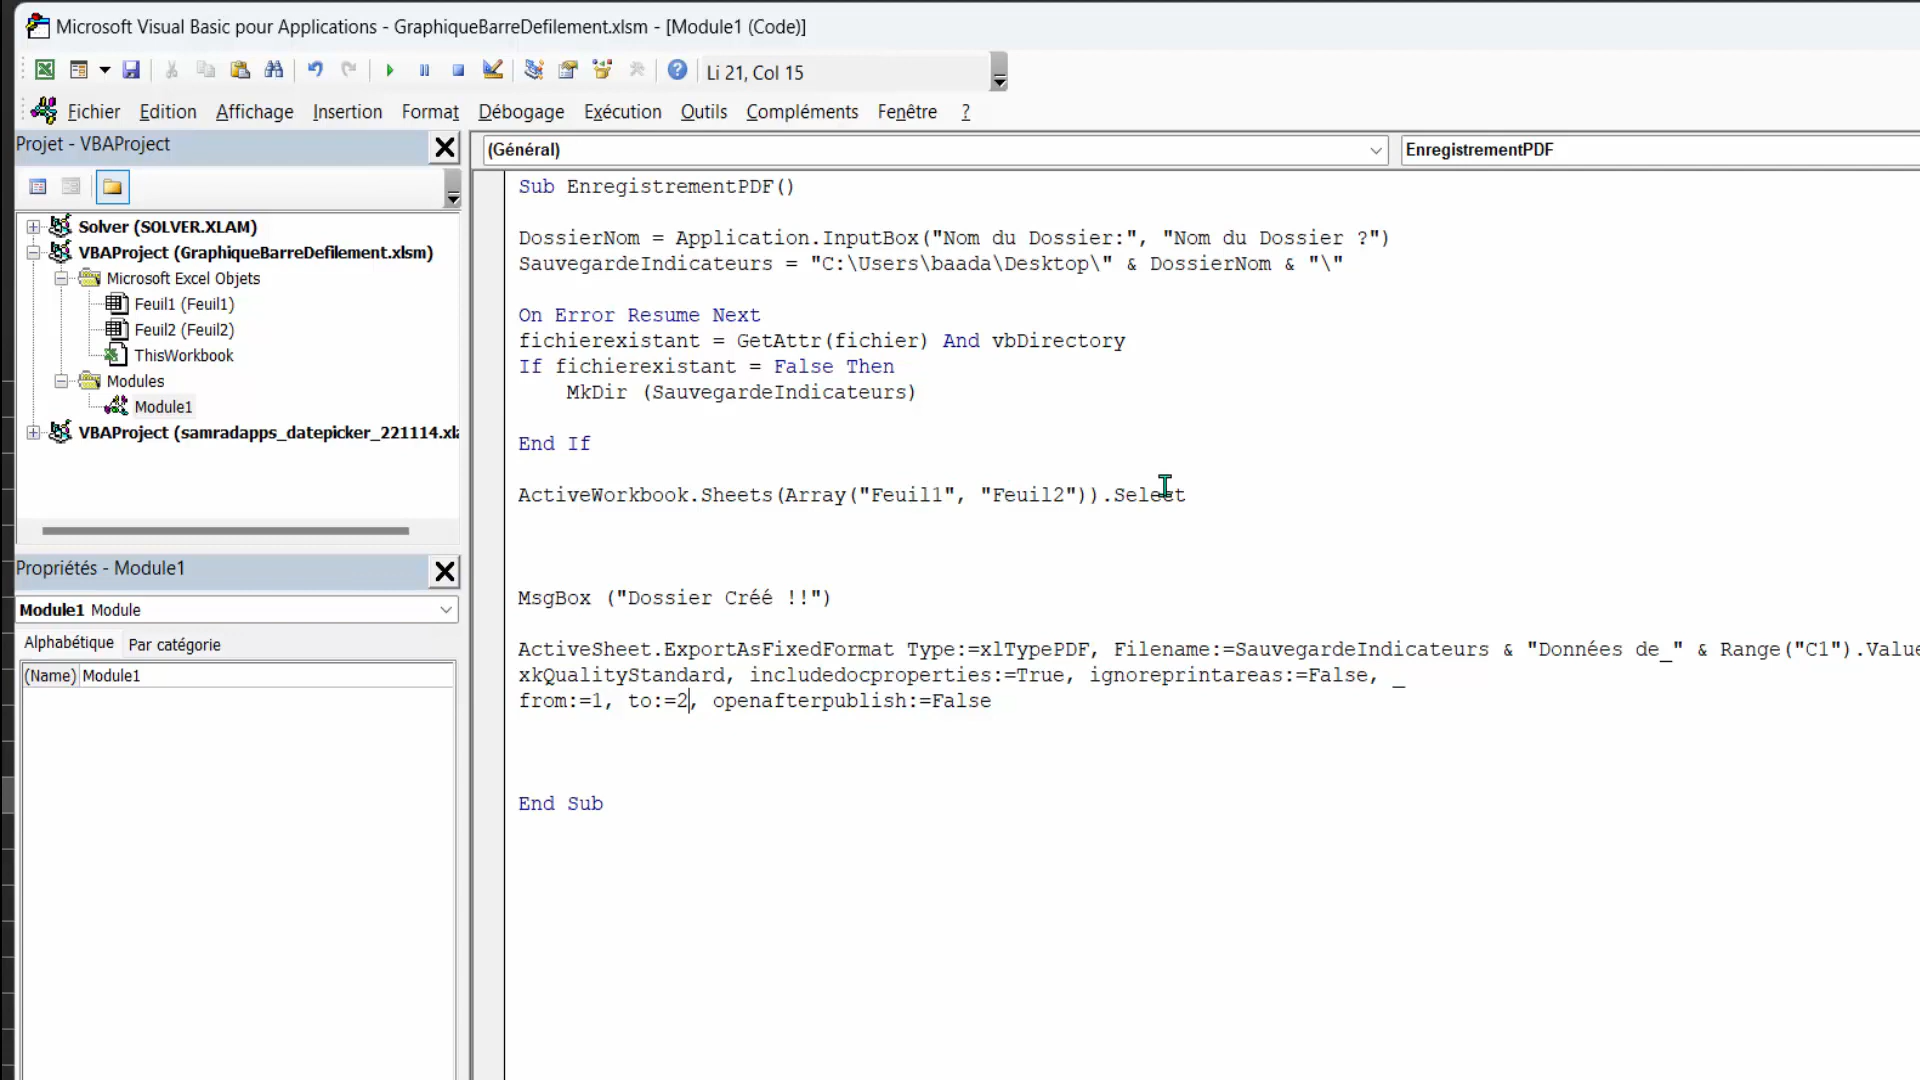 Microsoft Visual Basic pour Applications - GraphiqueBarreDefilement.xlsm - [Module1 (Code)]
Li 21, Col 15
Fichier Edition Affichage Insertion Format Débogage Exécution Outils Compléments Fenêtre ?
Projet - VBAProject
Solver (SOLVER.XLAM)
VBAProject (GraphiqueBarreDefilement.xlsm)
Microsoft Excel Objets
Feuil1 (Feuil1)
Feuil2 (Feuil2)
ThisWorkbook
Modules
Module1
VBAProject (samradapps_datepicker_221114.xla
Propriétés - Module1
Module1 Module
Alphabétique Par catégorie
(Name) Module1
(Général)
EnregistrementPDF
Sub EnregistrementPDF()
DossierNom = Application.InputBox("Nom du Dossier:", "Nom du Dossier ?")
SauvegardeIndicateurs = "C:\Users\baada\Desktop\" & DossierNom & "\"
On Error Resume Next
fichierexistant = GetAttr(fichier) And vbDirectory
If fichierexistant = False Then
MkDir (SauvegardeIndicateurs)
End If
ActiveWorkbook.Sheets(Array("Feuil1", "Feuil2")).Select
MsgBox ("Dossier Créé !!")
ActiveSheet.ExportAsFixedFormat Type:=xlTypePDF, Filename:=SauvegardeIndicateurs & "Données de_" & Range("C1").Value
xkQualityStandard, includedocproperties:=True, ignoreprintareas:=False, _
from:=1, to:=2, openafterpublish:=False
End Sub